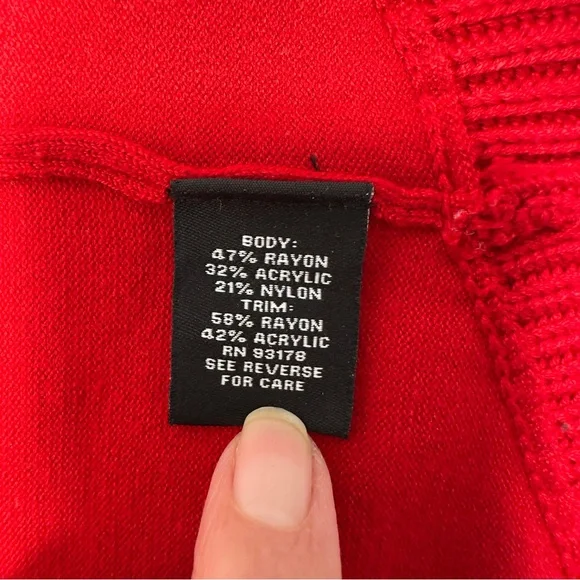 BODY:
47% RAYON
32% ACRYLIC
21% NYLON
TRIM:
58% RAYON
42% ACRYLIC
RN 93178
SEE REVERSE
FOR CARE